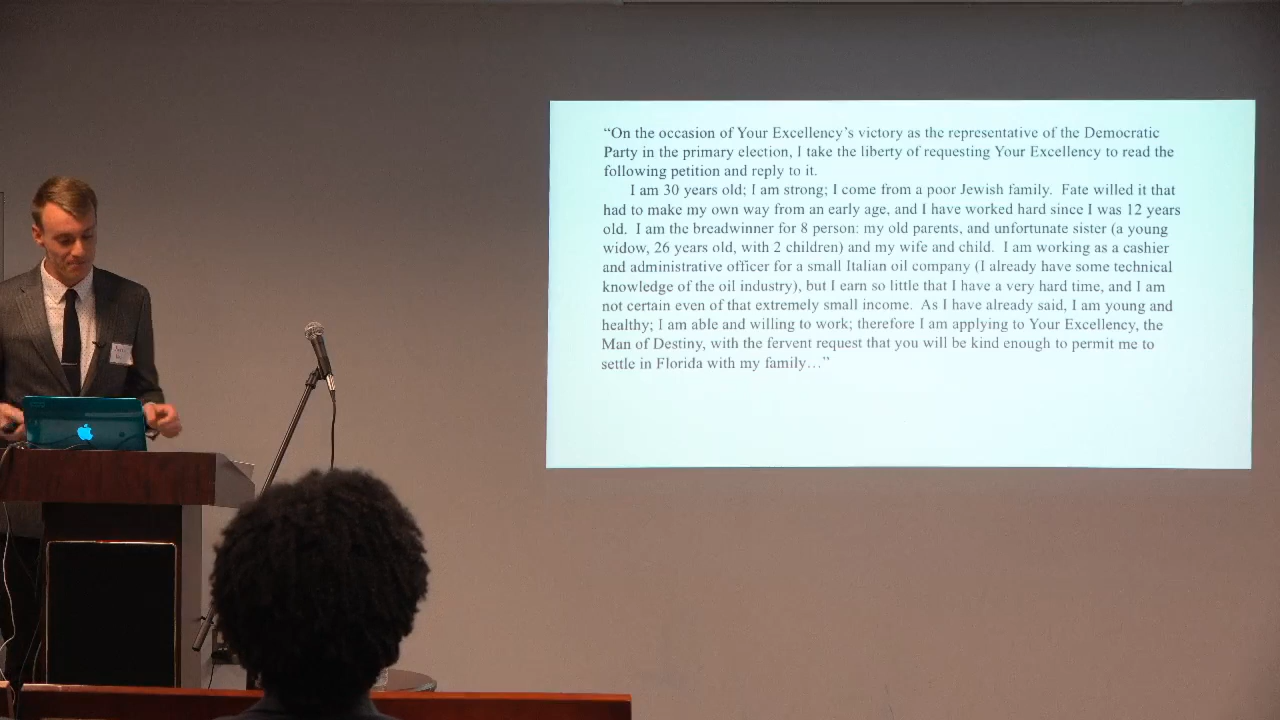 “On the occasion of Your Excellency’s victory as the representative of the Democratic
Party in the primary election, I take the liberty of requesting Your Excellency to read the
following petition and reply to it.
I am 30 years old; I am strong; I come from a poor Jewish family.  Fate willed it that
had to make my own way from an early age, and I have worked hard since I was 12 years
old.  I am the breadwinner for 8 person: my old parents, and unfortunate sister (a young
widow, 26 years old, with 2 children) and my wife and child.  I am working as a cashier
and administrative officer for a small Italian oil company (I already have some technical
knowledge of the oil industry), but I earn so little that I have a very hard time, and I am
not certain even of that extremely small income.  As I have already said, I am young and
healthy; I am able and willing to work; therefore I am applying to Your Excellency, the
Man of Destiny, with the fervent request that you will be kind enough to permit me to
settle in Florida with my family…”